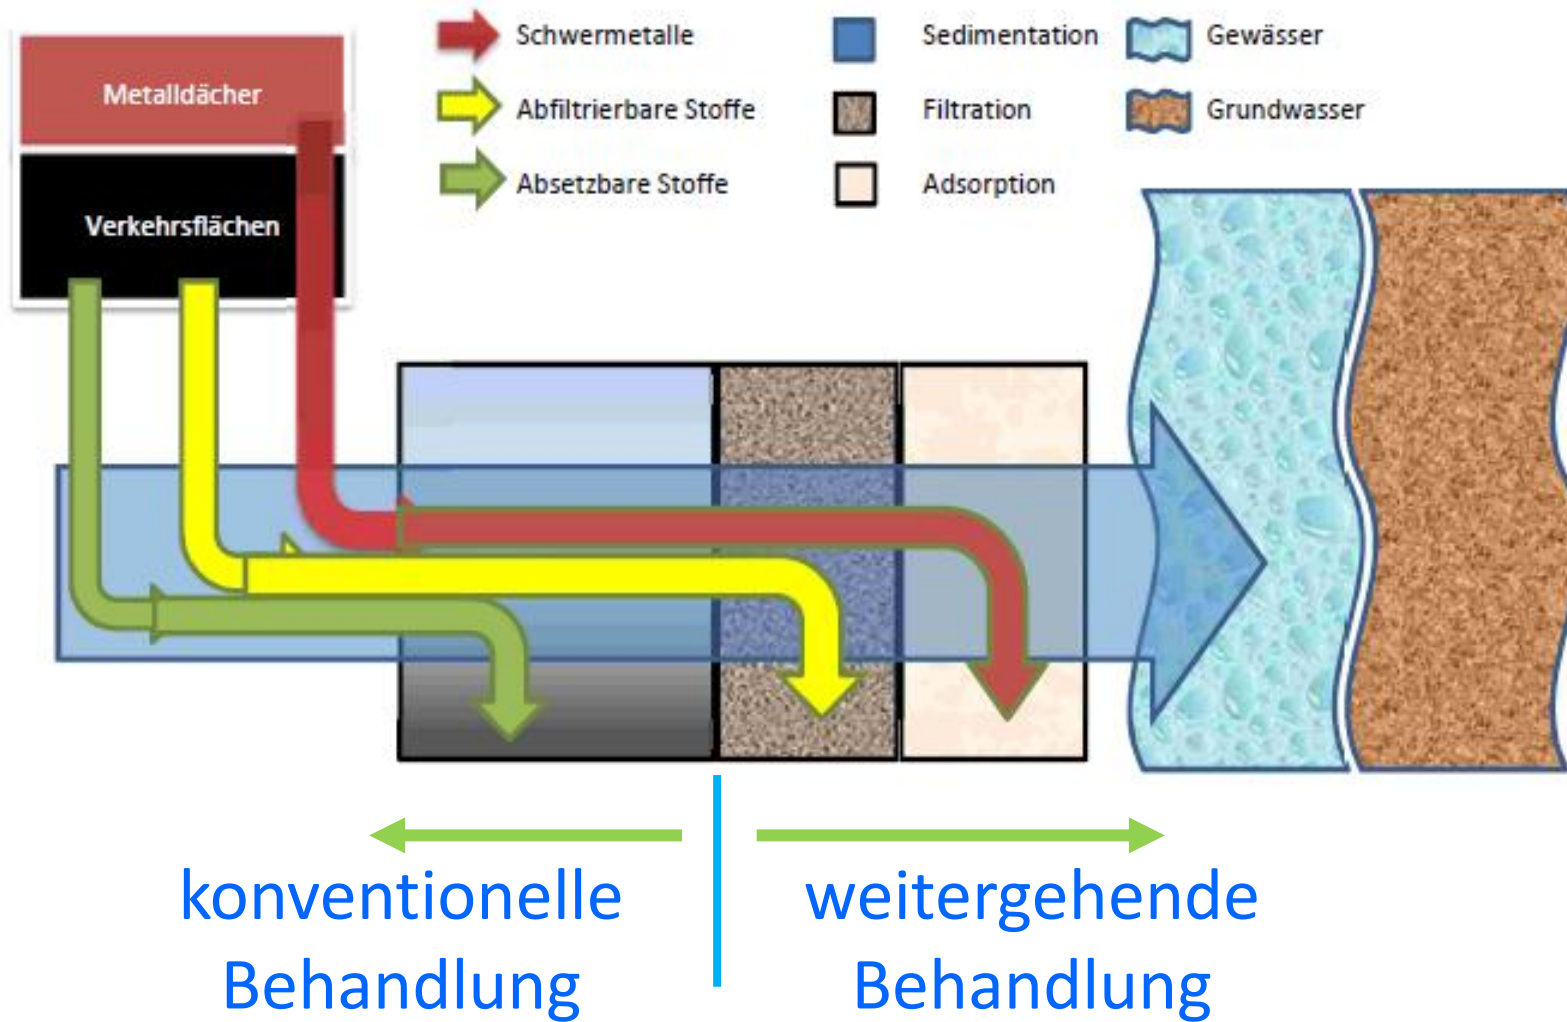 Metalldächer
Verkehrsflächen
Schwermetalle
Abfiltrierbare Stoffe
Absetzbare Stoffe
Sedimentation
Filtration
Adsorption
Gewässer
Grundwasser
konventionelle
Behandlung
weitergehende
Behandlung